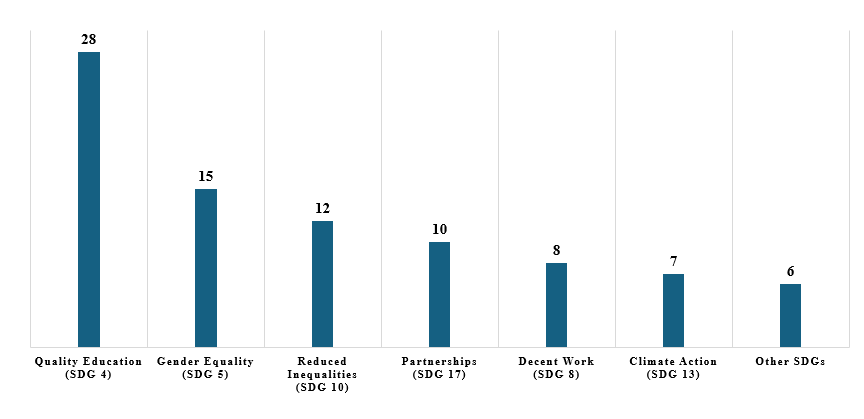 28
15
12
10
8
7
6
Quality Education
(SDG 4)
Gender Equality
(SDG 5)
Reduced
Inequalities
(SDG 10)
Partnerships
(SDG 17)
Decent Work
(SDG 8)
Climate Action
(SDG 13)
Other SDGs